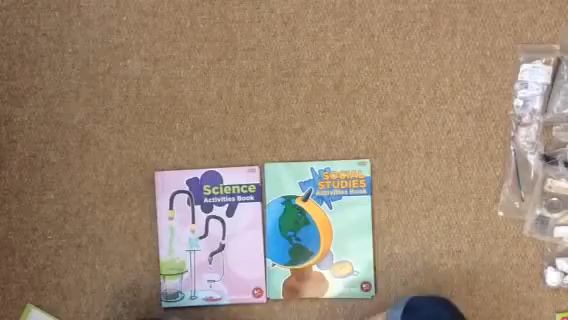 Science
Activities Book
SOCIAL
STUDIES
Activities Book